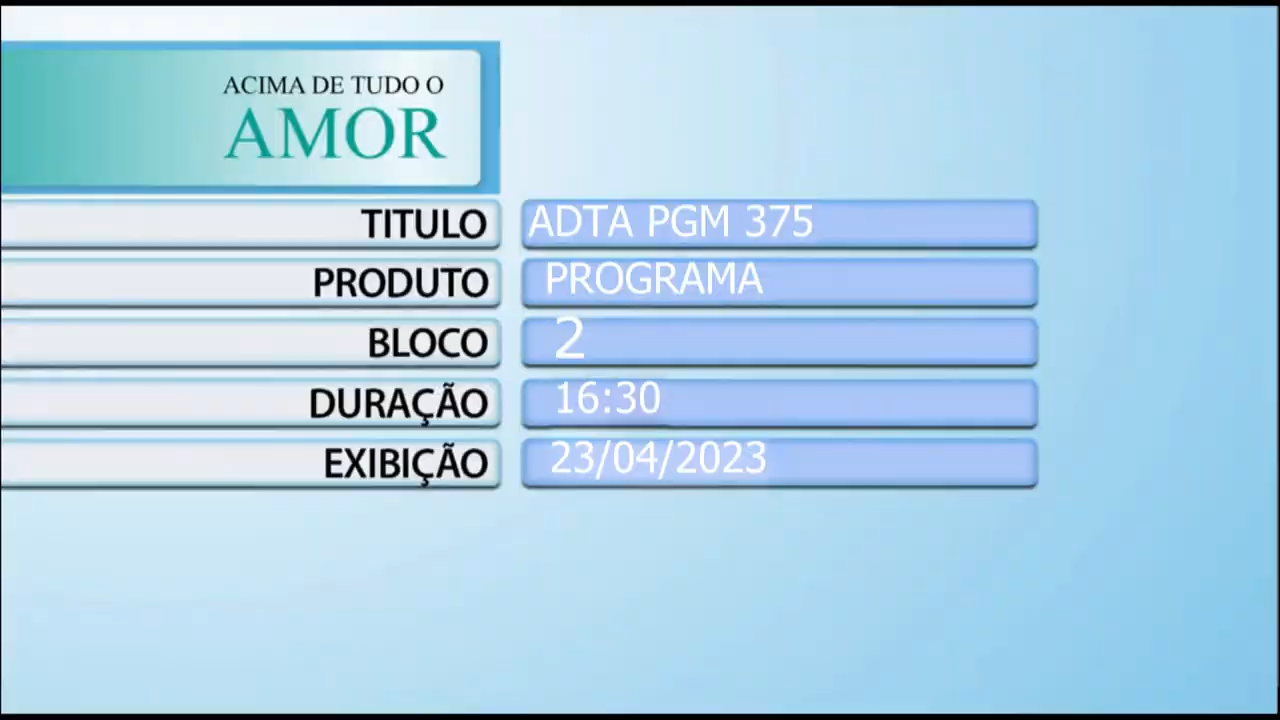 ACIMA DE TUDO O
AMOR
TITULO ADTA PGM 375
PRODUTO PROGRAMA
BLOCO 2
DURAÇÃO 16:30
EXIBIÇÃO 23/04/2023